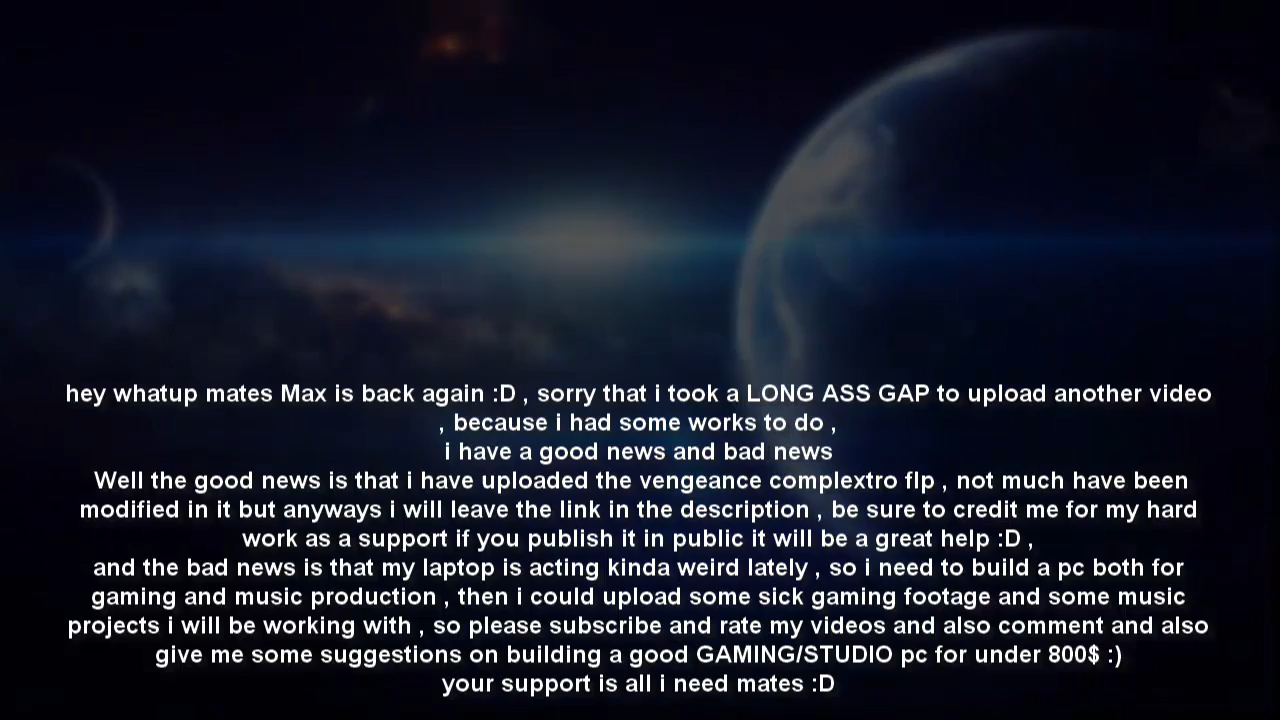 hey whatup mates Max is back again :D , sorry that i took a LONG ASS GAP to upload another video
, because i had some works to do ,
i have a good news and bad news
Well the good news is that i have uploaded the vengeance complextro flp , not much have been
modified in it but anyways i will leave the link in the description , be sure to credit me for my hard
work as a support if you publish it in public it will be a great help :D ,
and the bad news is that my laptop is acting kinda weird lately , so i need to build a pc both for
gaming and music production , then i could upload some sick gaming footage and some music
projects i will be working with , so please subscribe and rate my videos and also comment and also
give me some suggestions on building a good GAMING/STUDIO pc for under 800$ :)
your support is all i need mates :D